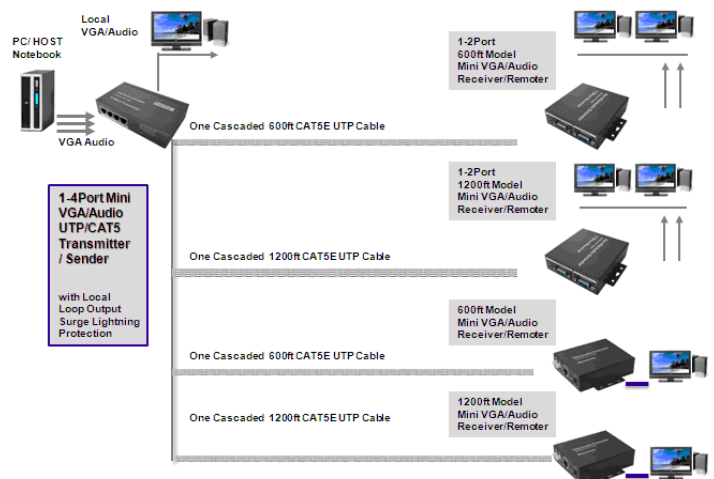 Local
VGA/Audio
PC/ HOST
Notebook
VGA Audio
1-2Port
600ft Model
Mini VGA/Audio
Receiver/Remoter
One Cascaded 600ft CAT5E UTP Cable
1-4Port Mini
VGA/Audio
UTP/CAT5
Transmitter
/ Sender
with Local
Loop Output
Surge Lightning
Protection
1-2Port
1200ft Model
Mini VGA/Audio
Receiver/Remoter
One Cascaded 1200ft CAT5E UTP Cable
600ft Model
Mini VGA/Audio
Receiver/Remoter
One Cascaded 600ft CAT5E UTP Cable
1200ft Model
Mini VGA/Audio
Receiver/Remoter
One Cascaded 1200ft CAT5E UTP Cable